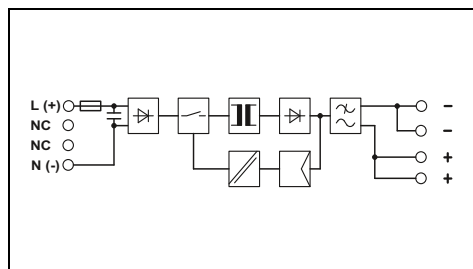 L (+)
NC
NC
N (-)
–
–
+
+